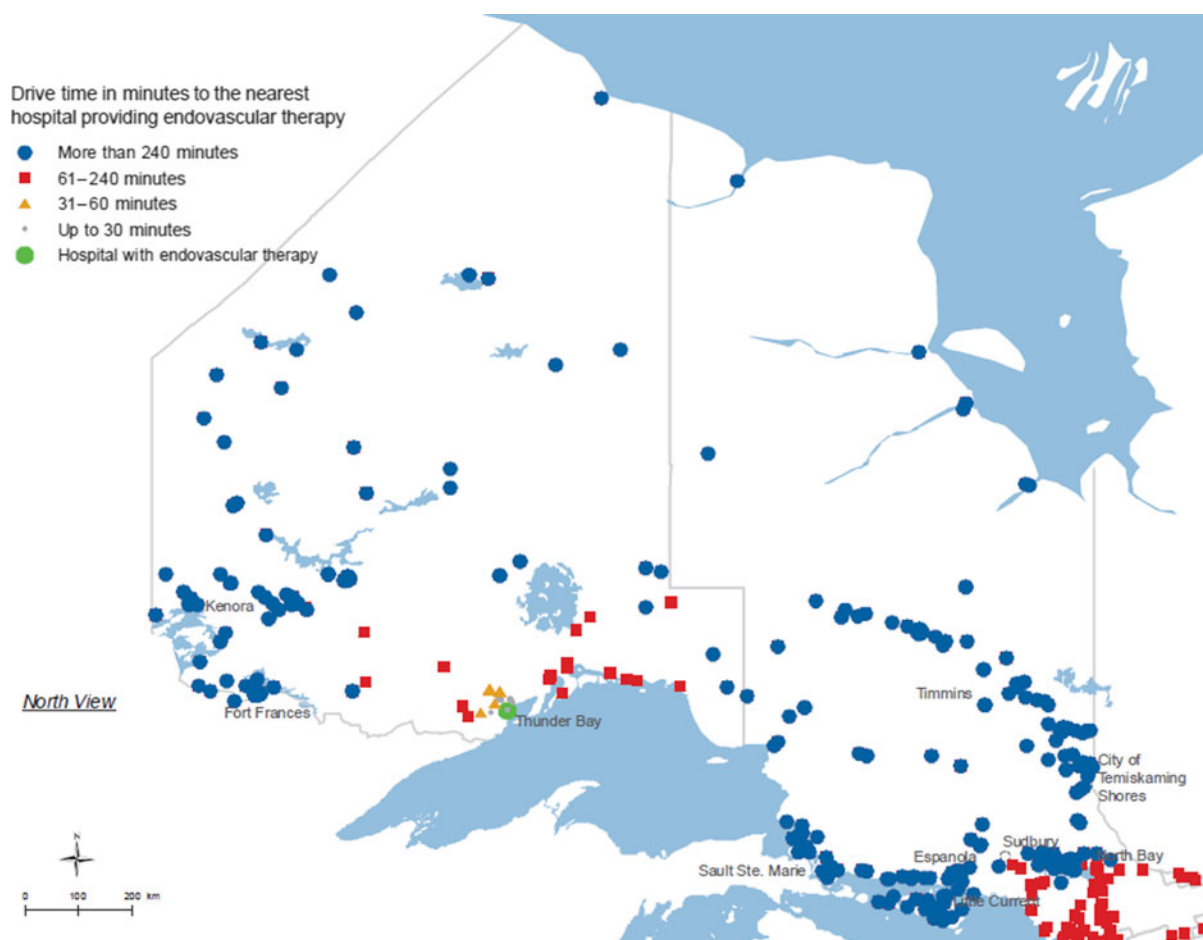 Drive time in minutes to the nearest
hospital providing endovascular therapy
More than 240 minutes
61–240 minutes
31–60 minutes
Up to 30 minutes
Hospital with endovascular therapy
Kenora
North View
Fort Frances
Thunder Bay
Timmins
City of
Temiskaming
Shores
Sudbury
North Bay
Espanola
Sault Ste. Marie
Little Current
N
0 100 200 km